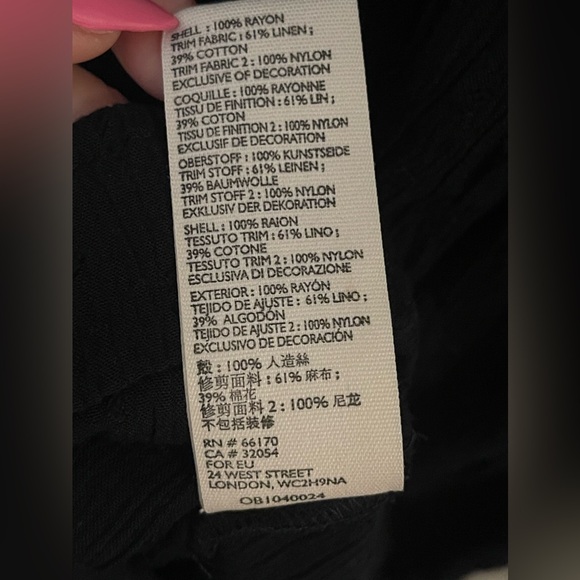 SHELL : 100% RAYON
TRIM FABRIC : 61% LINEN ;
39% COTTON
TRIM FABRIC 2 : 100% NYLON
EXCLUSIVE OF DECORATION
COQUILLE : 100% RAYONNE
TISSU DE FINITION : 61% LIN ;
39% COTON
TISSU DE FINITION 2 : 100% NYLON
EXCLUSIF DE DECORATION
OBERSTOFF : 100% KUNSTSEIDE
TRIM STOFF : 61% LEINEN ;
39% BAUMWOLLE
TRIM STOFF 2 : 100% NYLON
EXKLUSIV DER DEKORATION
SHELL : 100% RAION
TESSUTO TRIM : 61% LINO ;
39% COTONE
TESSUTO TRIM 2 : 100% NYLON
ESCLUSIVA DI DECORAZIONE
EXTERIOR : 100% RAYÓN
TEJIDO DE AJUSTE : 61% LINO ;
39% ALGODÓN
TEJIDO DE AJUSTE 2 : 100% NYLON
EXCLUSIVO DE DECORACIÓN
殼 : 100% 人造絲
修剪面料 : 61% 麻布 ;
39% 棉花
修剪面料 2 : 100% 尼龙
不包括装修
RN # 66170
CA # 32054
FOR EU
24 WEST STREET
LONDON, WC2H9NA
OB1040024